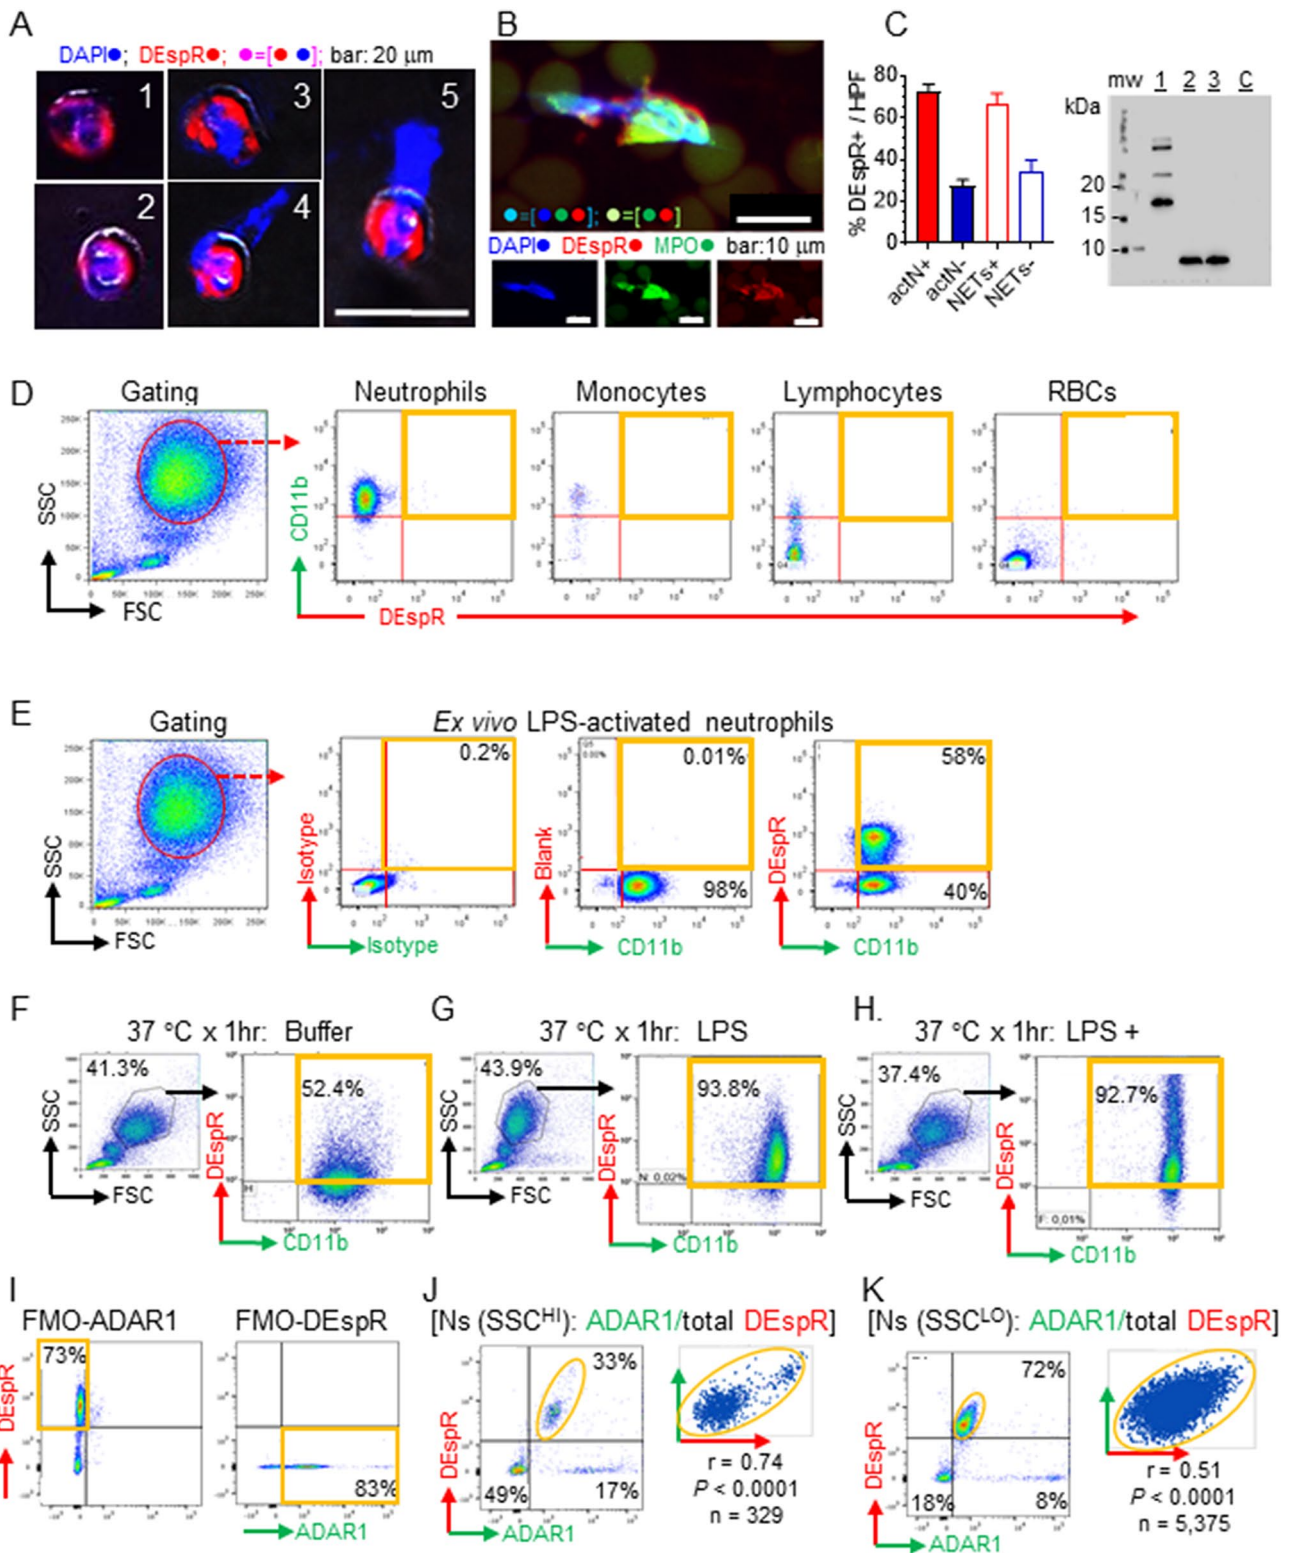 A
DAPI●; DEspR●; ●=[● ●]; bar: 20 μm
1
2
3
4
5
B
●=[●●●]; ●=[●●]
DAPI● DEspR● MPO● bar:10 μm
C
% DEspR+ / HPF
80
60
40
20
0
actN+
actN-
NETs+
NETs-
mw 1 2 3 C
kDa
20
15
10
D
Gating
Neutrophils
Monocytes
Lymphocytes
RBCs
SSC
FSC
CD11b
DEspR
E
Gating
Ex vivo LPS-activated neutrophils
SSC
FSC
0.2%
Isotype
Isotype
0.01%
98%
Blank
CD11b
58%
40%
DEspR
CD11b
F
37 °C x 1hr: Buffer
41.3%
SSC
FSC
52.4%
DEspR
CD11b
G
37 °C x 1hr: LPS
43.9%
SSC
FSC
93.8%
N: 0,02%
DEspR
CD11b
H.
37 °C x 1hr: LPS +
37.4%
SSC
FSC
92.7%
F: 0,01%
DEspR
CD11b
I
FMO-ADAR1
FMO-DEspR
73%
DEspR
83%
ADAR1
J
[Ns (SSCHI): ADAR1/total DEspR]
33%
49%
17%
DEspR
ADAR1
r = 0.74
P < 0.0001
n = 329
K
[Ns (SSCLO): ADAR1/total DEspR]
72%
18%
8%
DEspR
ADAR1
r = 0.51
P < 0.0001
n = 5,375